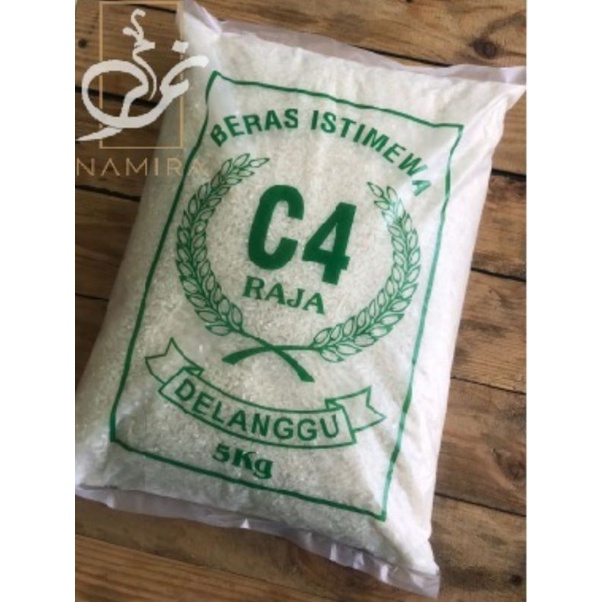 NAMIRA
BERAS ISTIMEWA
C4
RAJA
DELANGGU
5Kg